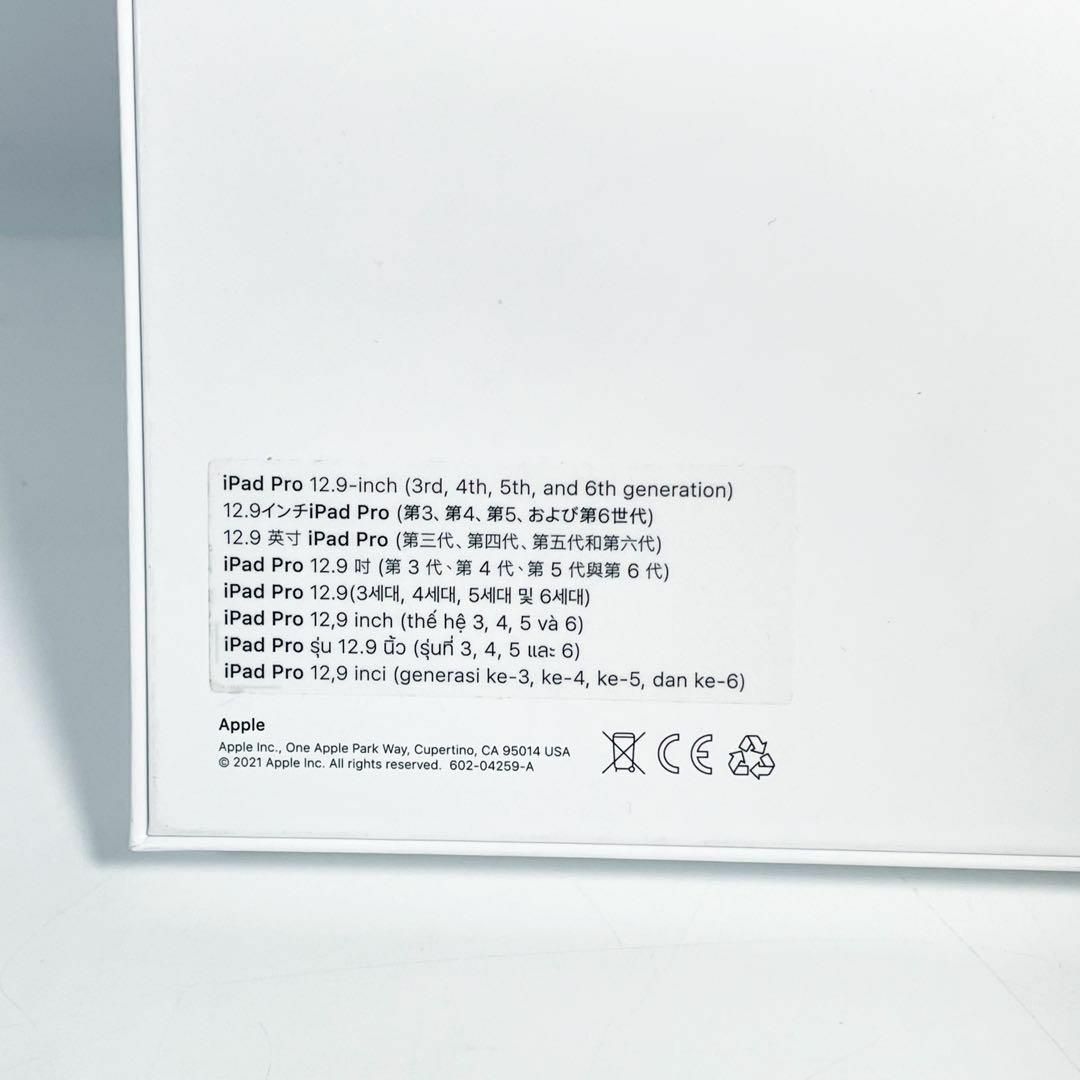 iPad Pro 12.9-inch (3rd, 4th, 5th, and 6th generation)
12.9インチiPad Pro (第3、第4、第5、および第6世代)
12.9 英寸 iPad Pro (第三代、第四代、第五代和第六代)
iPad Pro 12.9 吋 (第 3 代、第 4 代、第 5 代與第 6 代)
iPad Pro 12.9(3세대, 4세대, 5세대 및 6세대)
iPad Pro 12,9 inch (thế hệ 3, 4, 5 và 6)
iPad Pro รุ่น 12.9 นิ้ว (รุ่นที่ 3, 4, 5 และ 6)
iPad Pro 12,9 inci (generasi ke-3, ke-4, ke-5, dan ke-6)
Apple
Apple Inc., One Apple Park Way, Cupertino, CA 95014 USA
© 2021 Apple Inc. All rights reserved. 602-04259-A
CE